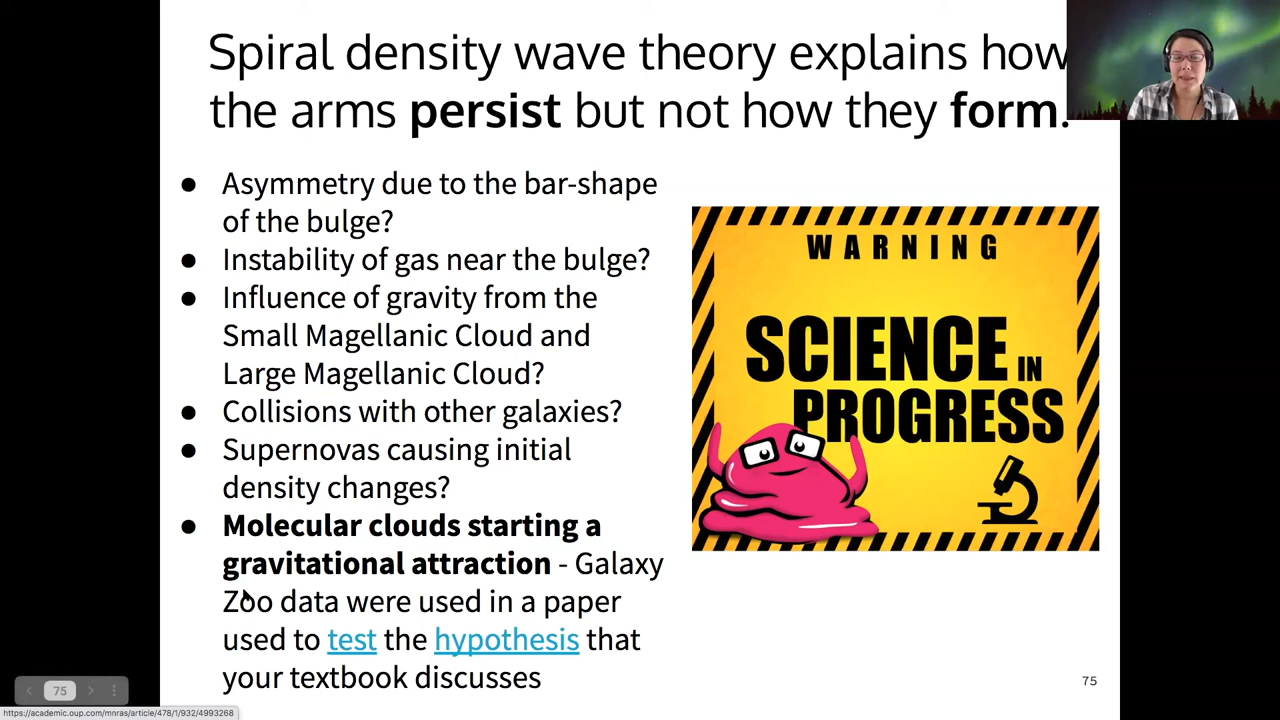 Spiral density wave theory explains how
the arms persist but not how they form.
● Asymmetry due to the bar-shape
of the bulge?
● Instability of gas near the bulge?
● Influence of gravity from the
Small Magellanic Cloud and
Large Magellanic Cloud?
● Collisions with other galaxies?
● Supernovas causing initial
density changes?
● Molecular clouds starting a
gravitational attraction - Galaxy
Zoo data were used in a paper
used to test the hypothesis that
your textbook discusses
WARNING
SCIENCE IN
PROGRESS
75
75
https://academic.oup.com/mnras/article/478/1/932/4993268